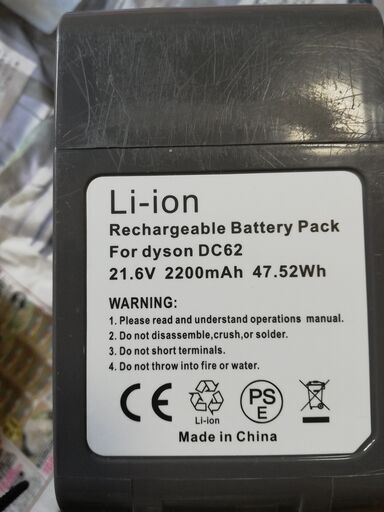 Li-ion
Rechargeable Battery Pack
For dyson DC62
21.6V 2200mAh 47.52Wh
WARNING:
1. Please read and understand operations manual.
2. Do not disassemble,crush,or solder.
3. Do not short terminals.
4. Do not throw into fire or water.
CE
Li-ion
PS
E
Made in China